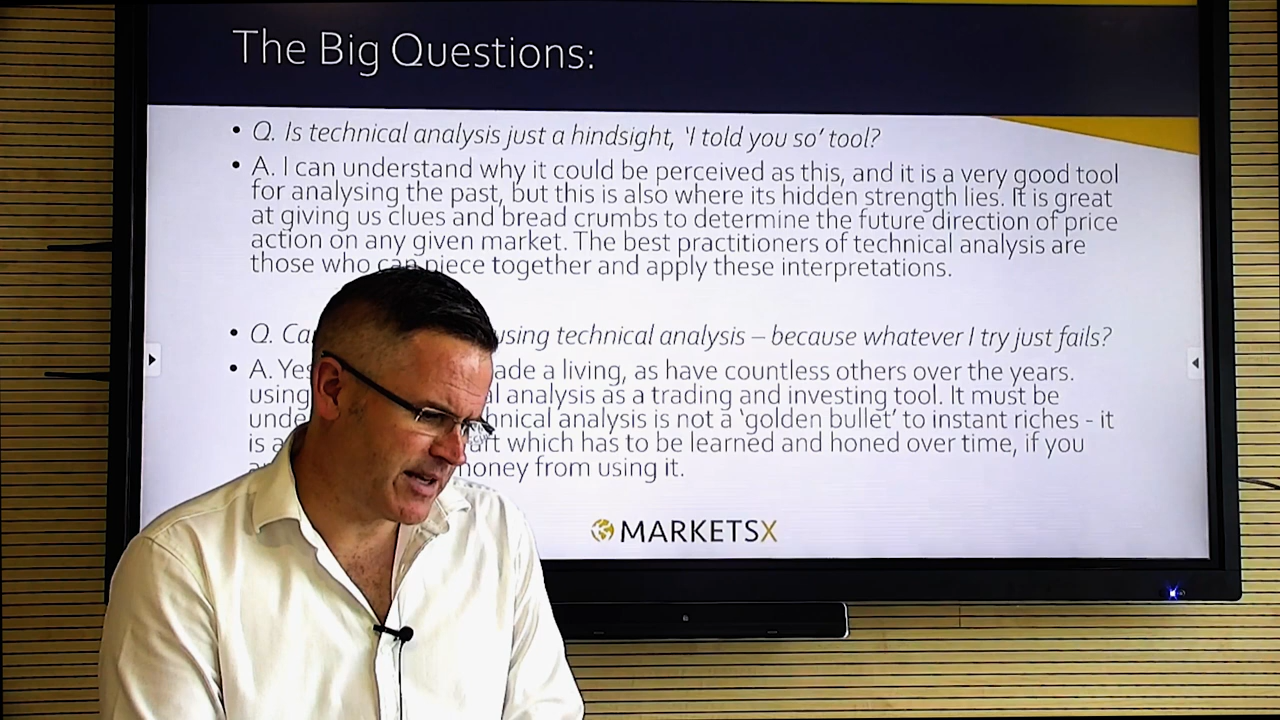 The Big Questions:
• Q. Is technical analysis just a hindsight, 'I told you so' tool?
• A. I can understand why it could be perceived as this, and it is a very good tool
for analysing the past, but this is also where its hidden strength lies. It is great
at giving us clues and bread crumbs to determine the future direction of price
action on any given market. The best practitioners of technical analysis are
those who can piece together and apply these interpretations.
• Q. using technical analysis – because whatever I try just fails?
• A. Yes a living, as have countless others over the years.
using analysis as a trading and investing tool. It must be
analysis is not a 'golden bullet' to instant riches - it
is which has to be learned and honed over time, if you
from using it.
MARKETSX